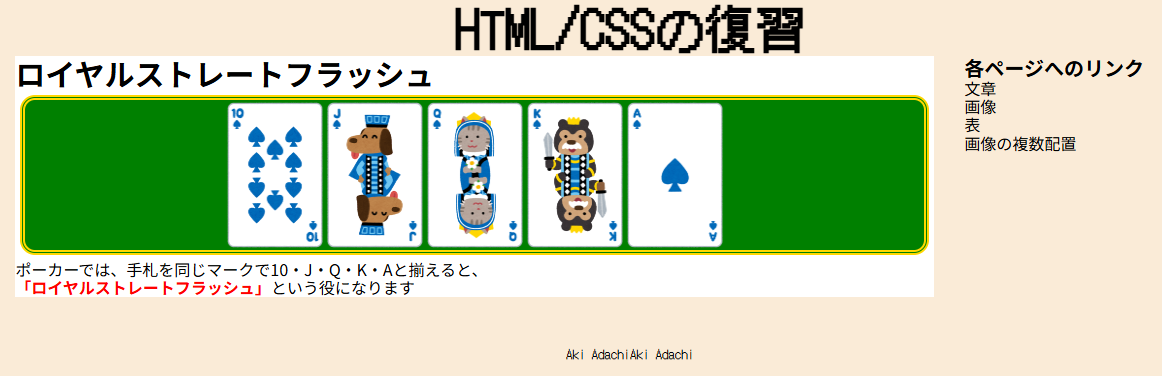 HTML/CSSの復習
ロイヤルストレートフラッシュ
10
J
Q
K
A
10
J
Q
K
A
ポーカーでは、手札を同じマークで10・J・Q・K・Aと揃えると、
「ロイヤルストレートフラッシュ」という役になります
各ページへのリンク
文章
画像
表
画像の複数配置
Aki AdachiAki Adachi